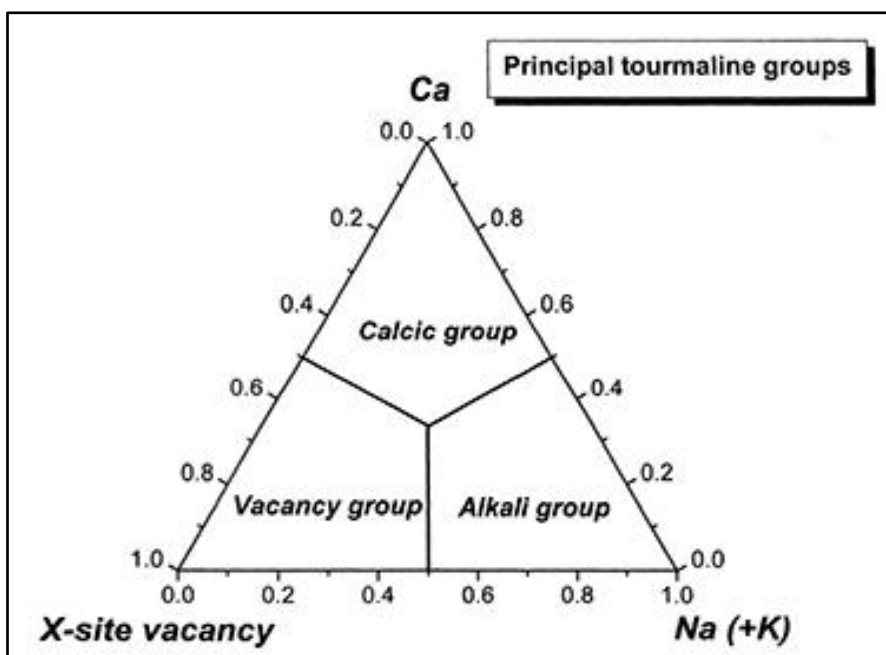 Principal tourmaline groups
Ca
0.0 1.0
0.2 0.8
0.4 0.6
Calcic group
0.6 0.4
0.8 0.2
Vacancy group Alkali group
1.0 0.0
0.0 0.2 0.4 0.6 0.8 1.0
X-site vacancy Na (+K)